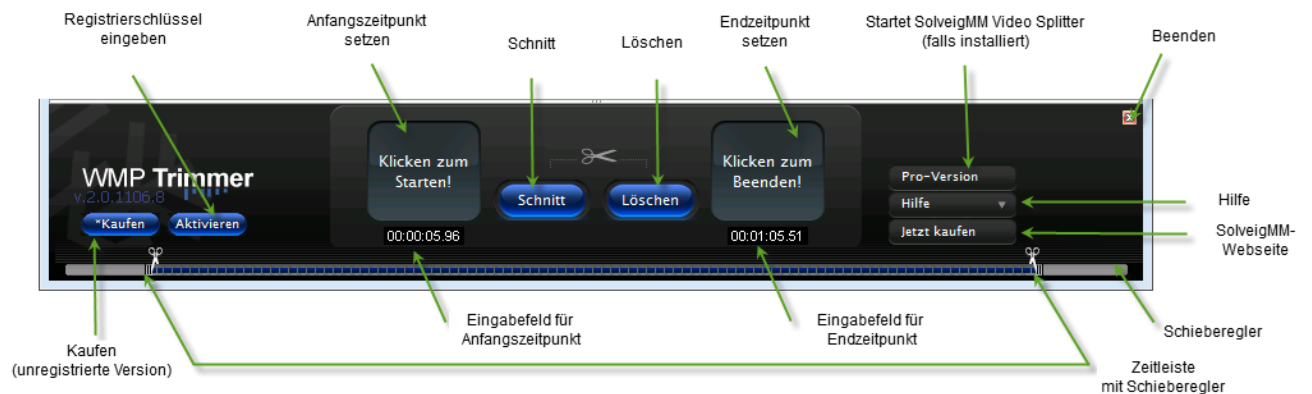 Registrierschlüssel
eingeben
Anfangszeitpunkt
setzen
Schnitt
Löschen
Endzeitpunkt
setzen
Startet SolveigMM Video Splitter
(falls installiert)
Beenden
WMP Trimmer
v.2.0.1106.8
*Kaufen
Aktivieren
Klicken zum
Starten!
00:00:05.96
Schnitt
Löschen
Klicken zum
Beenden!
00:01:05.51
Pro-Version
Hilfe
Jetzt kaufen
Hilfe
SolveigMM-
Webseite
Kaufen
(unregistrierte Version)
Eingabefeld für
Anfangszeitpunkt
Eingabefeld für
Endzeitpunkt
Schieberegler
Zeitleiste
mit Schieberegler